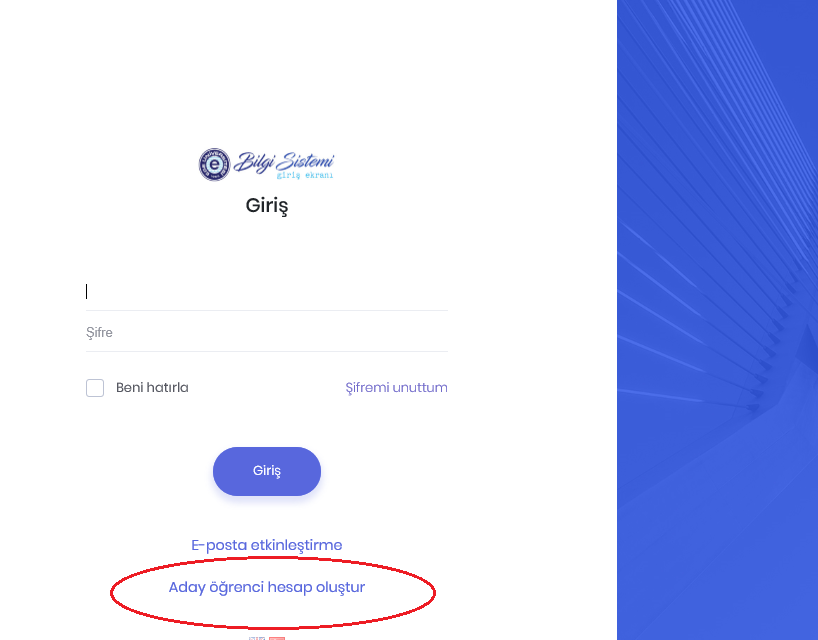 Bilgi Sistemi
giriş ekranı
Giriş
Şifre
Beni hatırla
Şifremi unuttum
Giriş
E-posta etkinleştirme
Aday öğrenci hesap oluştur